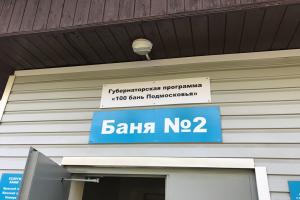 Губернаторская программа
«100 бань Подмосковья»
Баня №2